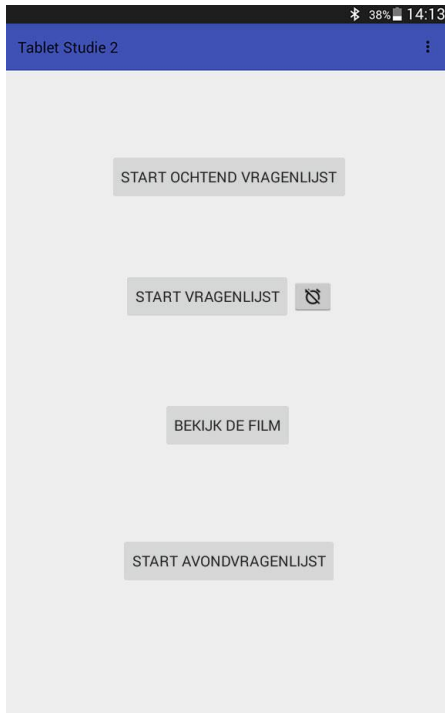 38% 14:13
Tablet Studie 2
START OCHTEND VRAGENLIJST
START VRAGENLIJST
BEKIJK DE FILM
START AVONDVRAGENLIJST